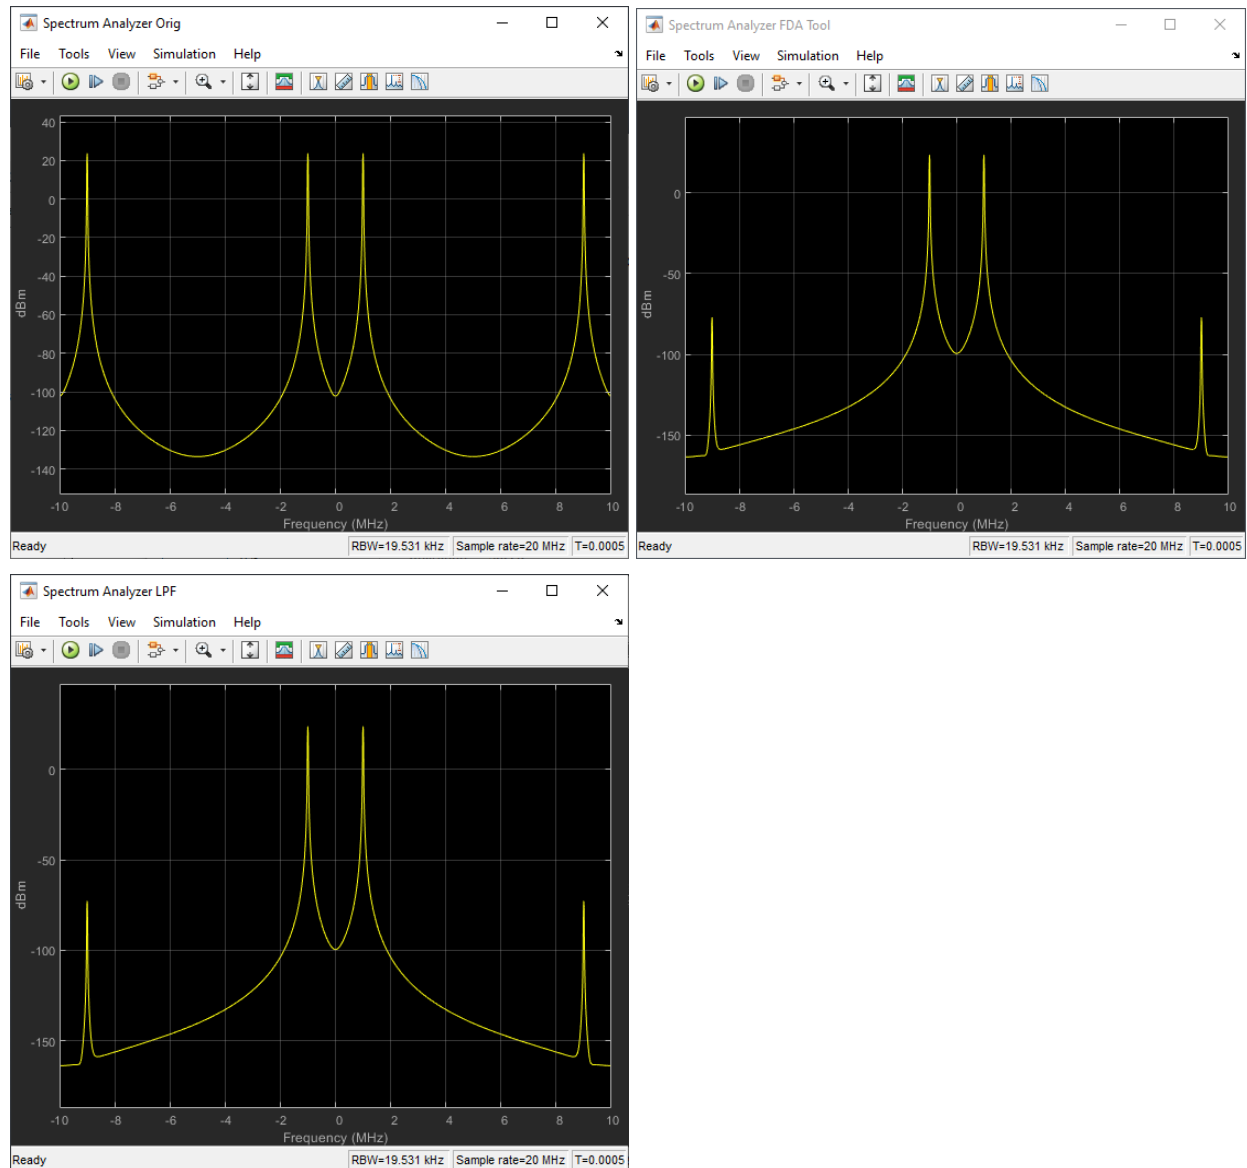 Spectrum Analyzer Orig
File Tools View Simulation Help
40
20
0
-20
-40
-60
-80
-100
-120
-140
dBm
-10 -8 -6 -4 -2 0 2 4 6 8 10
Frequency (MHz)
Ready RBW=19.531 kHz Sample rate=20 MHz T=0.0005
Spectrum Analyzer FDA Tool
File Tools View Simulation Help
0
-50
-100
-150
dBm
-10 -8 -6 -4 -2 0 2 4 6 8 10
Frequency (MHz)
Ready RBW=19.531 kHz Sample rate=20 MHz T=0.0005
Spectrum Analyzer LPF
File Tools View Simulation Help
0
-50
-100
-150
dBm
-10 -8 -6 -4 -2 0 2 4 6 8 10
Frequency (MHz)
Ready RBW=19.531 kHz Sample rate=20 MHz T=0.0005